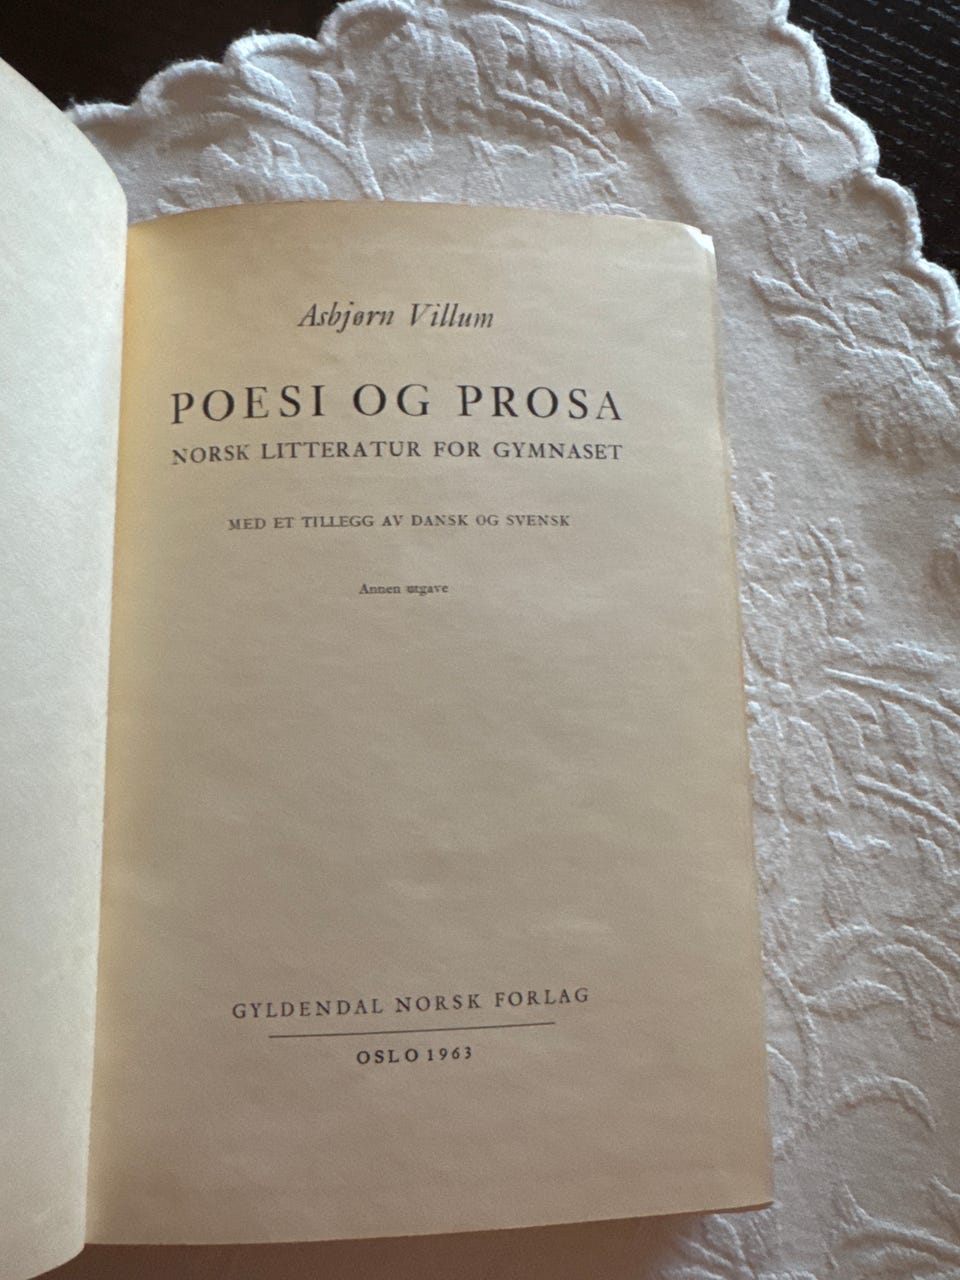 Asbjørn Villum
POESI OG PROSA
NORSK LITTERATUR FOR GYMNASET
MED ET TILLEGG AV DANSK OG SVENSK
Annen utgave
GYLDENDAL NORSK FORLAG
OSLO 1963